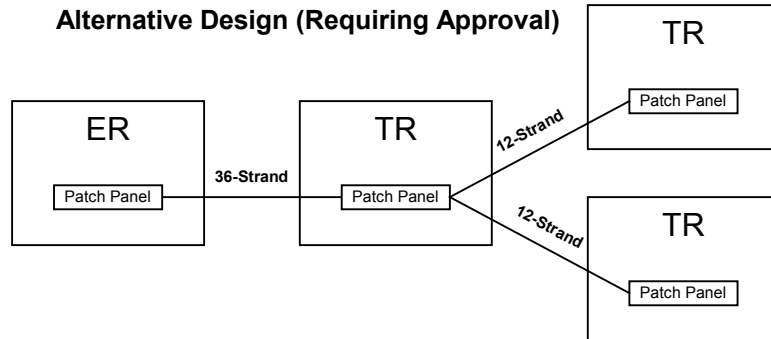 Alternative Design (Requiring Approval)
TR
Patch Panel
ER
Patch Panel
36-Strand
TR
Patch Panel
12-Strand
12-Strand
TR
Patch Panel